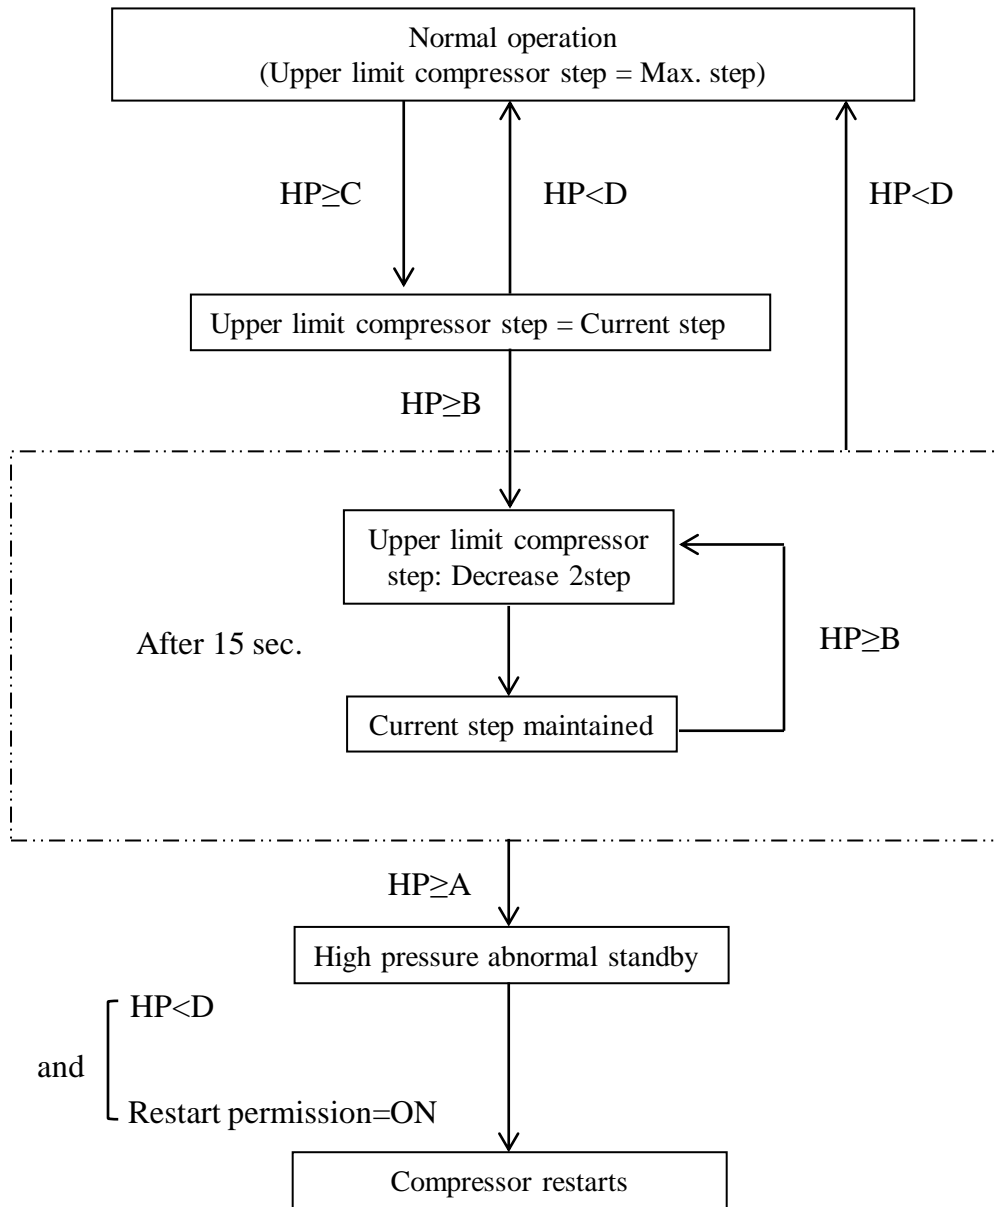 Normal operation
(Upper limit compressor step = Max. step)
HP≥C
HP<D
HP<D
Upper limit compressor step = Current step
HP≥B
Upper limit compressor
step: Decrease 2step
After 15 sec.
HP≥B
Current step maintained
HP≥A
High pressure abnormal standby
HP<D
and
Restart permission=ON
Compressor restarts